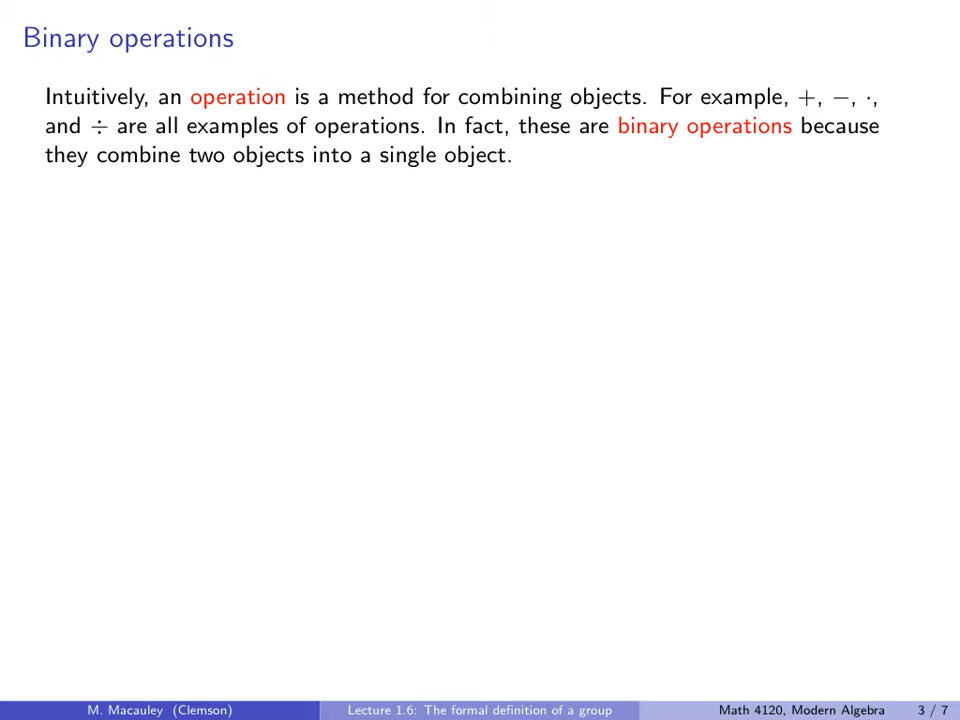 Binary operations
Intuitively, an operation is a method for combining objects. For example, +, −, ·,
and ÷ are all examples of operations. In fact, these are binary operations because
they combine two objects into a single object.
M. Macauley (Clemson) Lecture 1.6: The formal definition of a group Math 4120, Modern Algebra 3 / 7